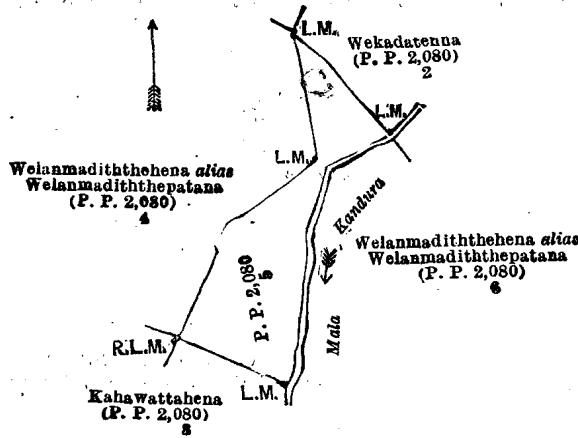 L.M.
Wekadatenna
(P. P. 2,080)
2
L.M.
L.M.
Welanmadiththehena alias
Welanmadiththepatana
(P. P. 2,080)
4
Kandura
Welanmadiththehena alias
Welanmadiththepatana
(P. P. 2,080)
6
P. P. 2,080
5
Mala
R.L.M.
L.M.
Kahawattahena
(P. P. 2,080)
3